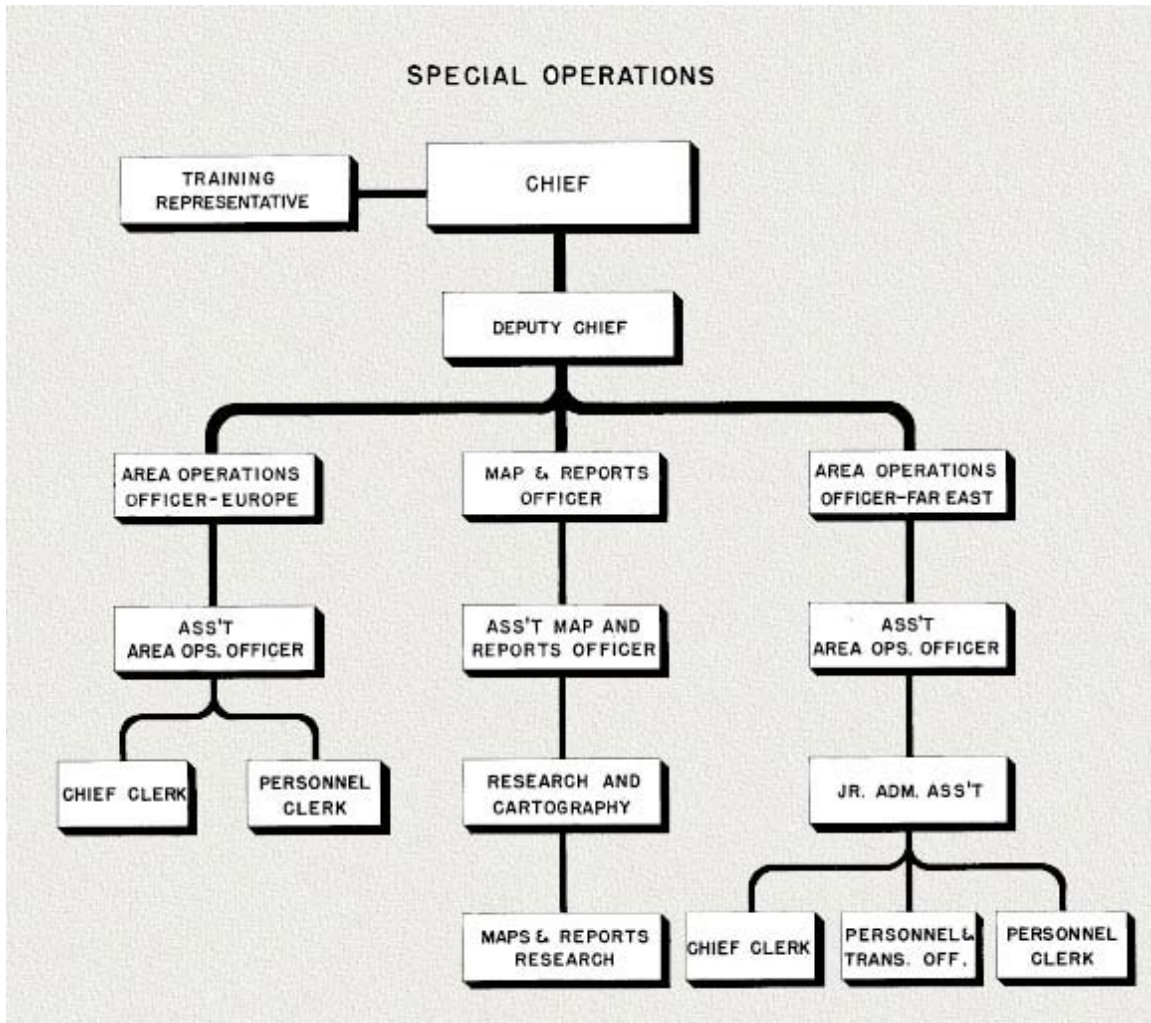 SPECIAL OPERATIONS
TRAINING
REPRESENTATIVE
CHIEF
DEPUTY CHIEF
AREA OPERATIONS
OFFICER-EUROPE
MAP & REPORTS
OFFICER
AREA OPERATIONS
OFFICER-FAR EAST
ASS'T
AREA OPS. OFFICER
ASS'T MAP AND
REPORTS OFFICER
ASS'T
AREA OPS. OFFICER
CHIEF CLERK
PERSONNEL
CLERK
RESEARCH AND
CARTOGRAPHY
JR. ADM. ASS'T
MAPS & REPORTS
RESEARCH
CHIEF CLERK
PERSONNEL &
TRANS. OFF.
PERSONNEL
CLERK